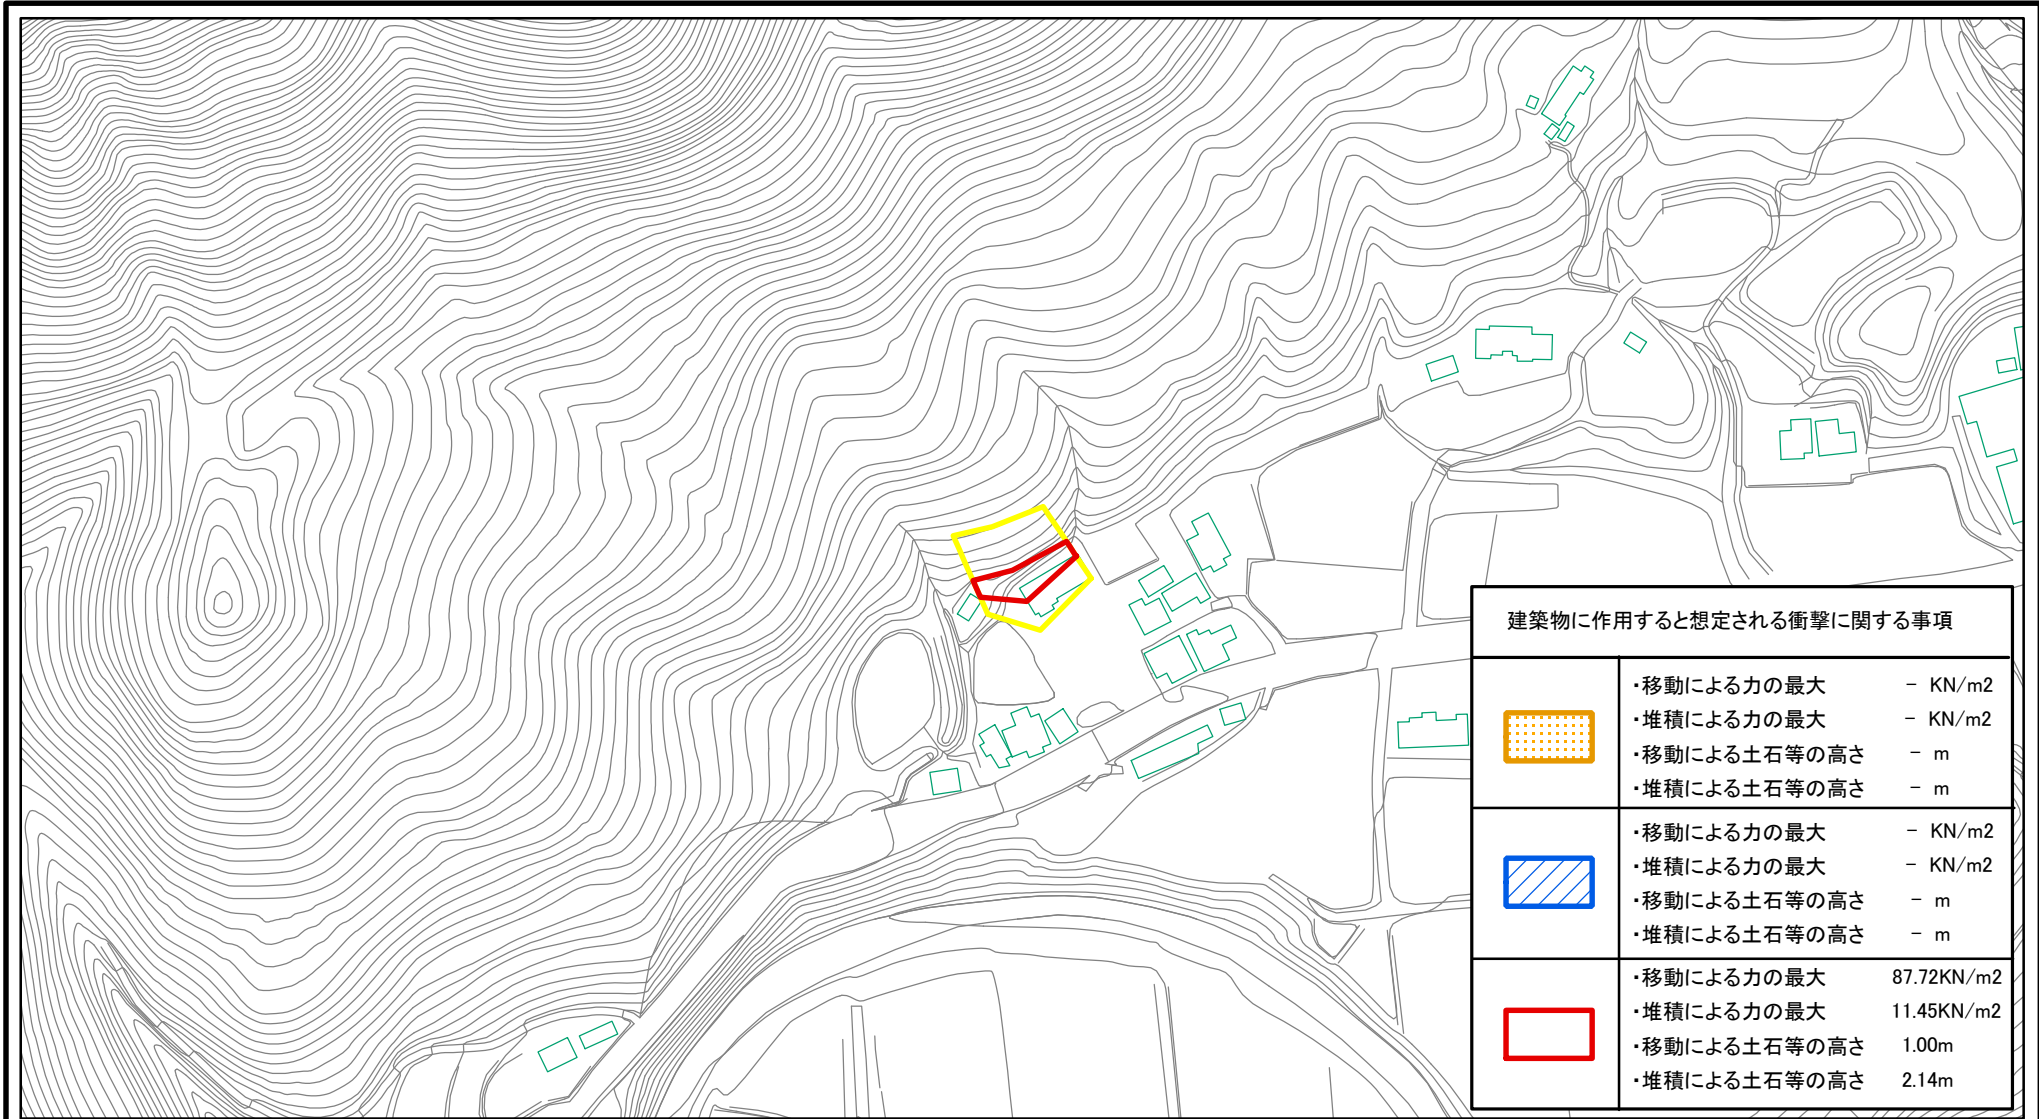 建築物に作用すると想定される衝撃に関する事項
・移動による力の最大 － KN/m2
・堆積による力の最大 － KN/m2
・移動による土石等の高さ － m
・堆積による土石等の高さ － m
・移動による力の最大 － KN/m2
・堆積による力の最大 － KN/m2
・移動による土石等の高さ － m
・堆積による土石等の高さ － m
・移動による力の最大 87.72KN/m2
・堆積による力の最大 11.45KN/m2
・移動による土石等の高さ 1.00m
・堆積による土石等の高さ 2.14m